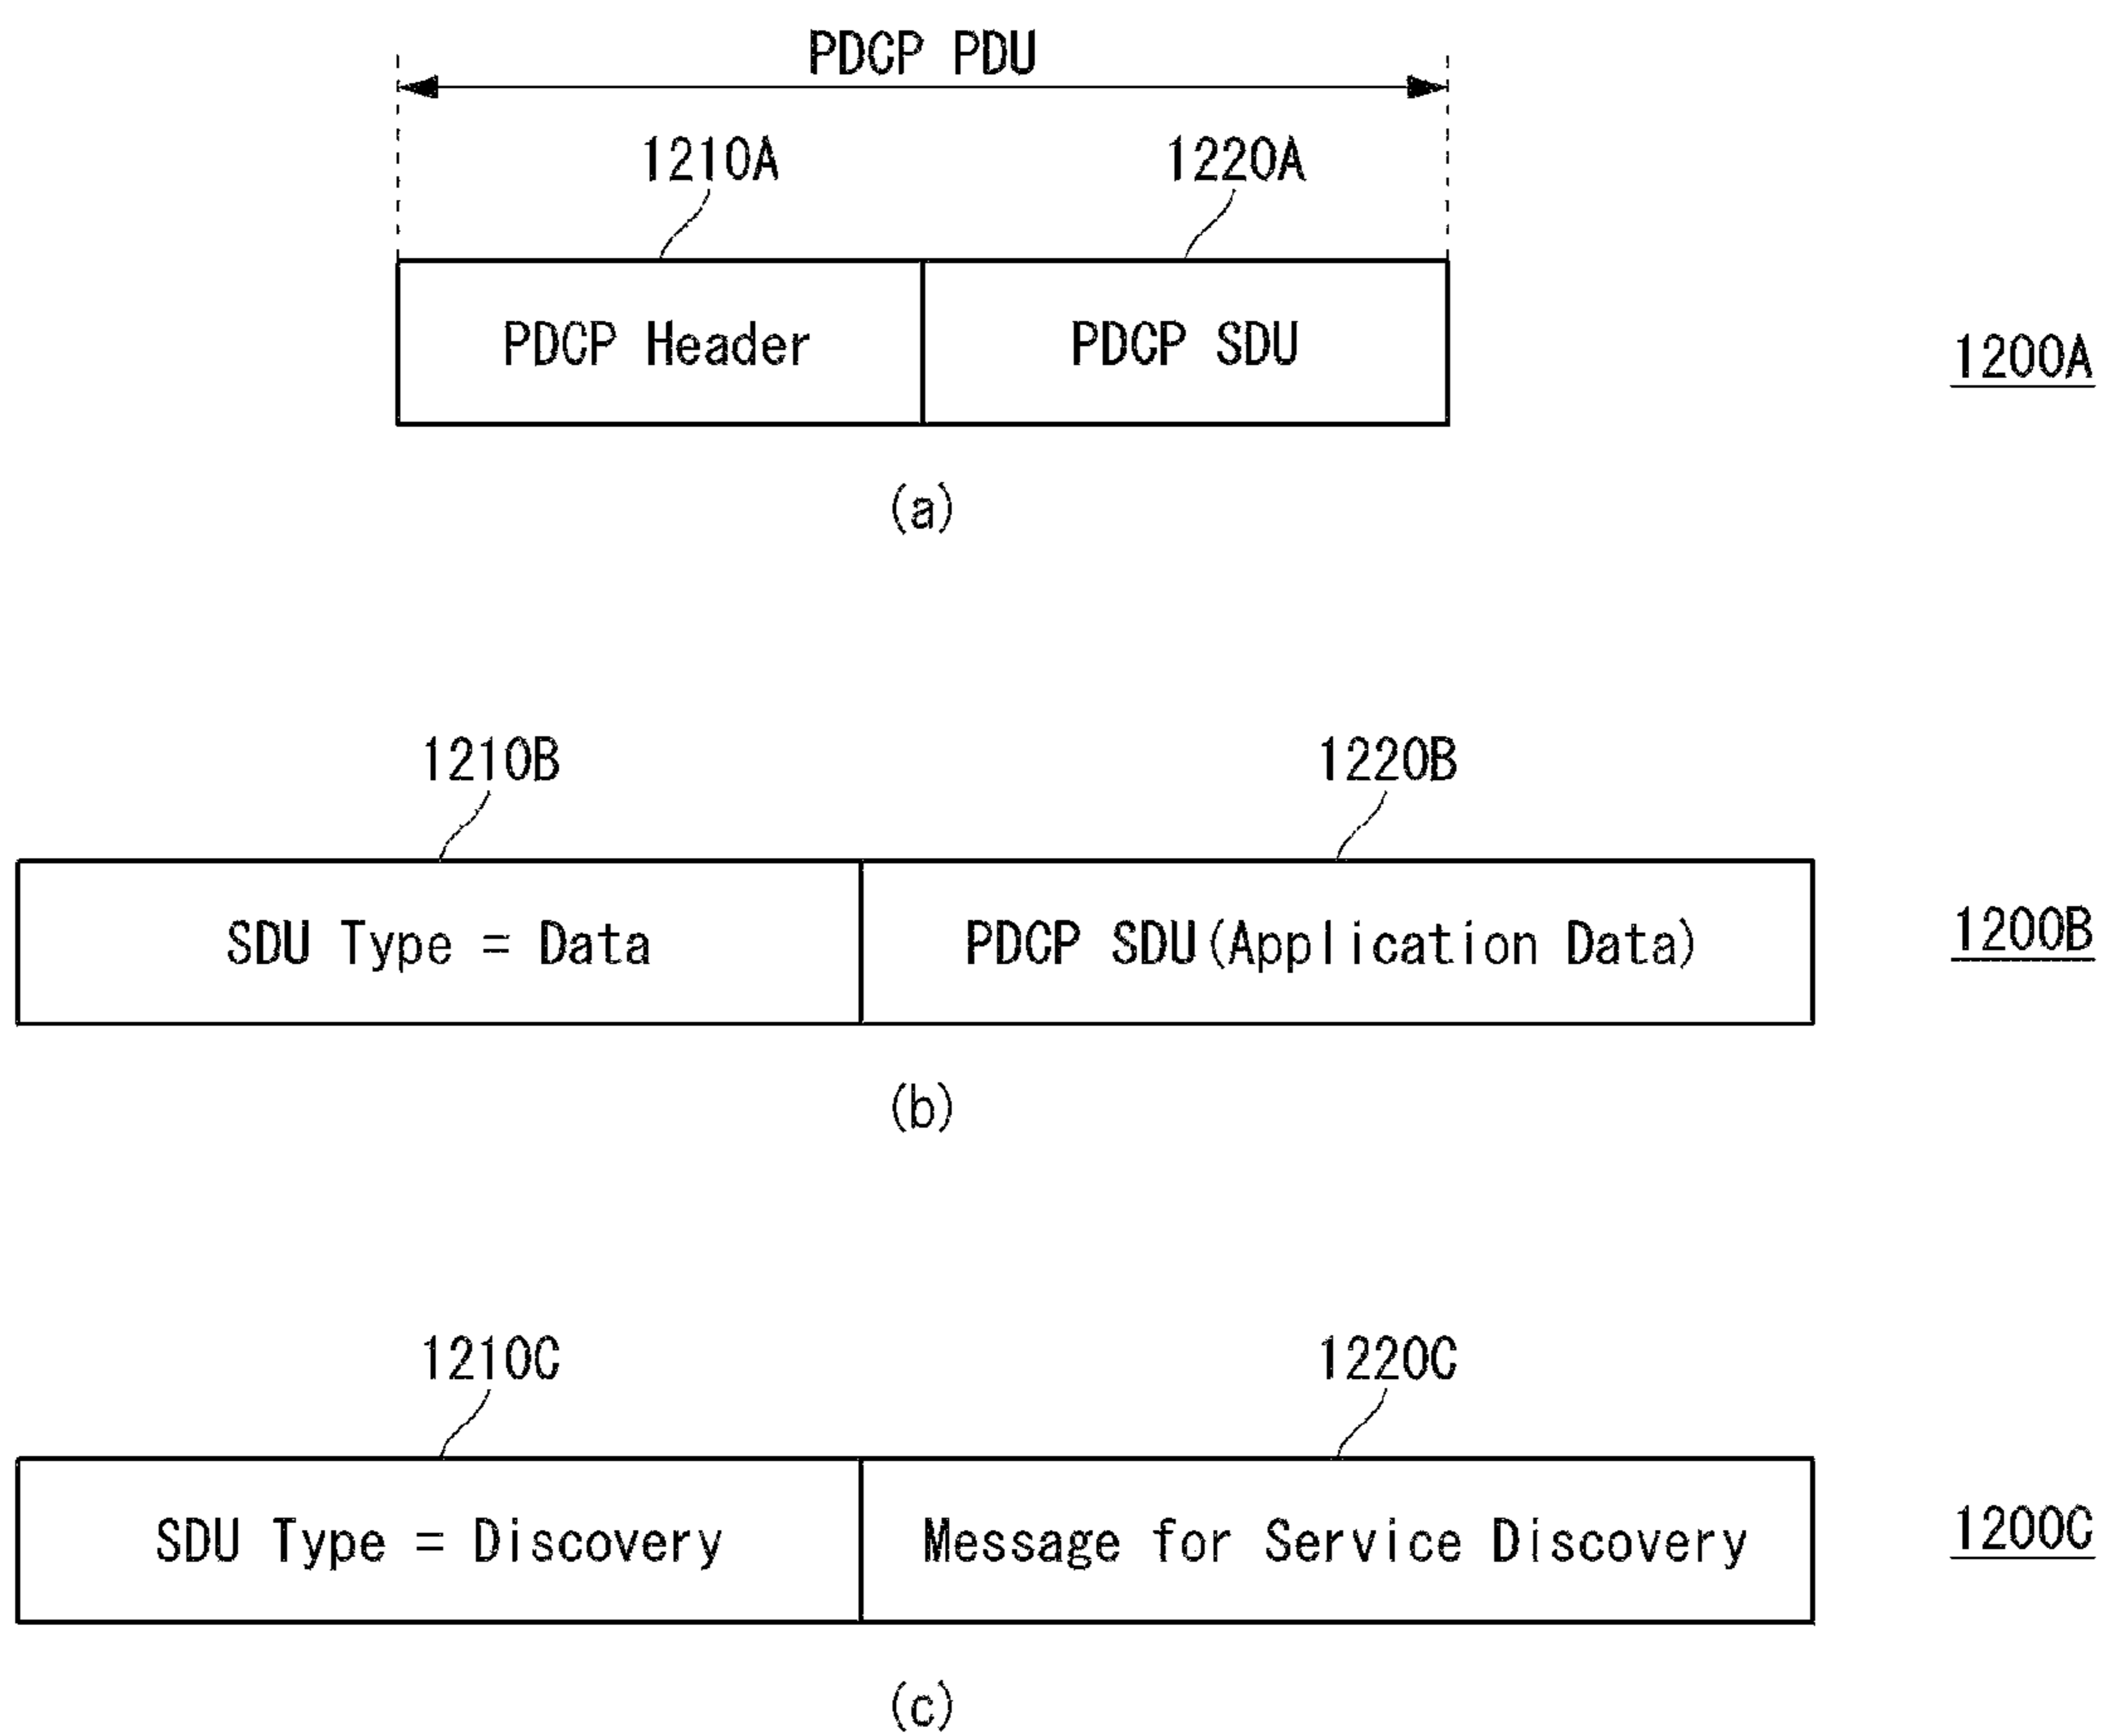 PDCP PDU
1210A 1220A
PDCP Header PDCP SDU 1200A
(a)
1210B 1220B
SDU Type = Data PDCP SDU(Application Data) 1200B
(b)
1210C 1220C
SDU Type = Discovery Message for Service Discovery 1200C
(c)